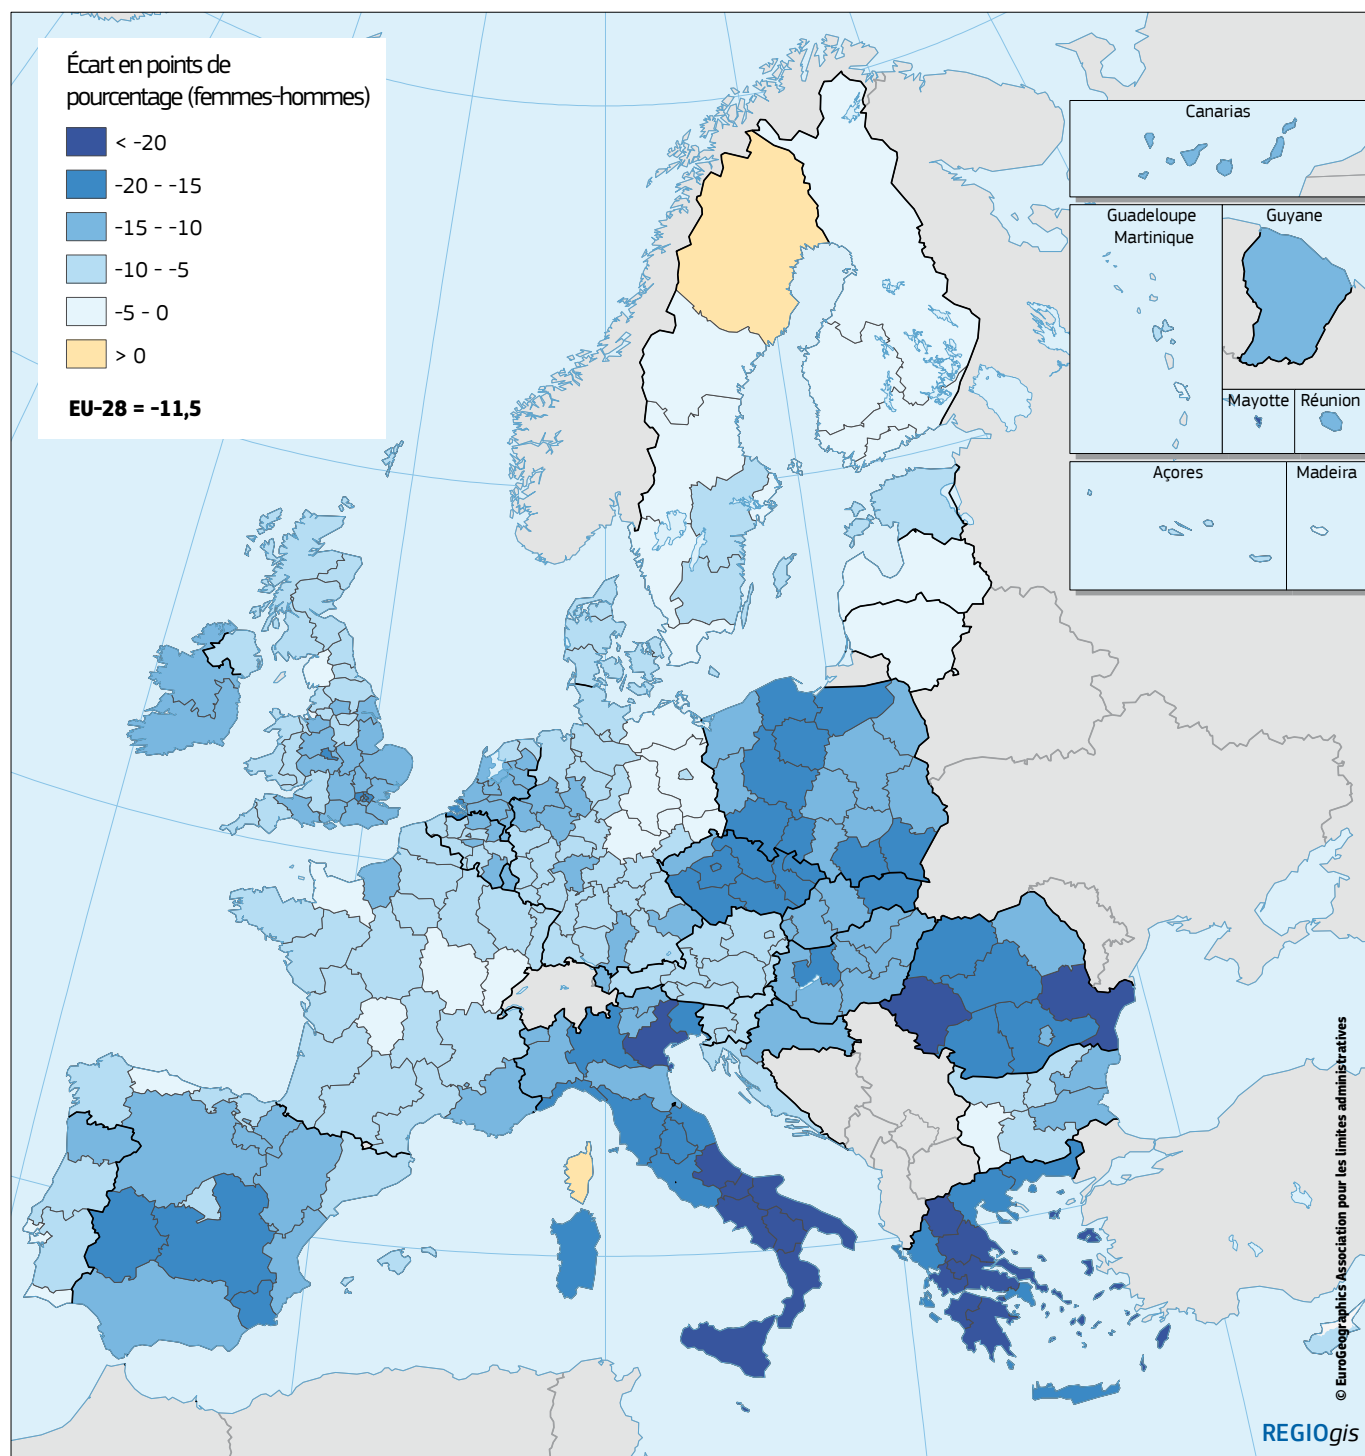 Écart en points de
pourcentage (femmes-hommes)
< -20
-20 - -15
-15 - -10
-10 - -5
-5 - 0
> 0
EU-28 = -11,5
Canarias
Guadeloupe
Martinique
Guyane
Mayotte
Réunion
Açores
Madeira
© EuroGeographics Association pour les limites administratives
REGIOgis